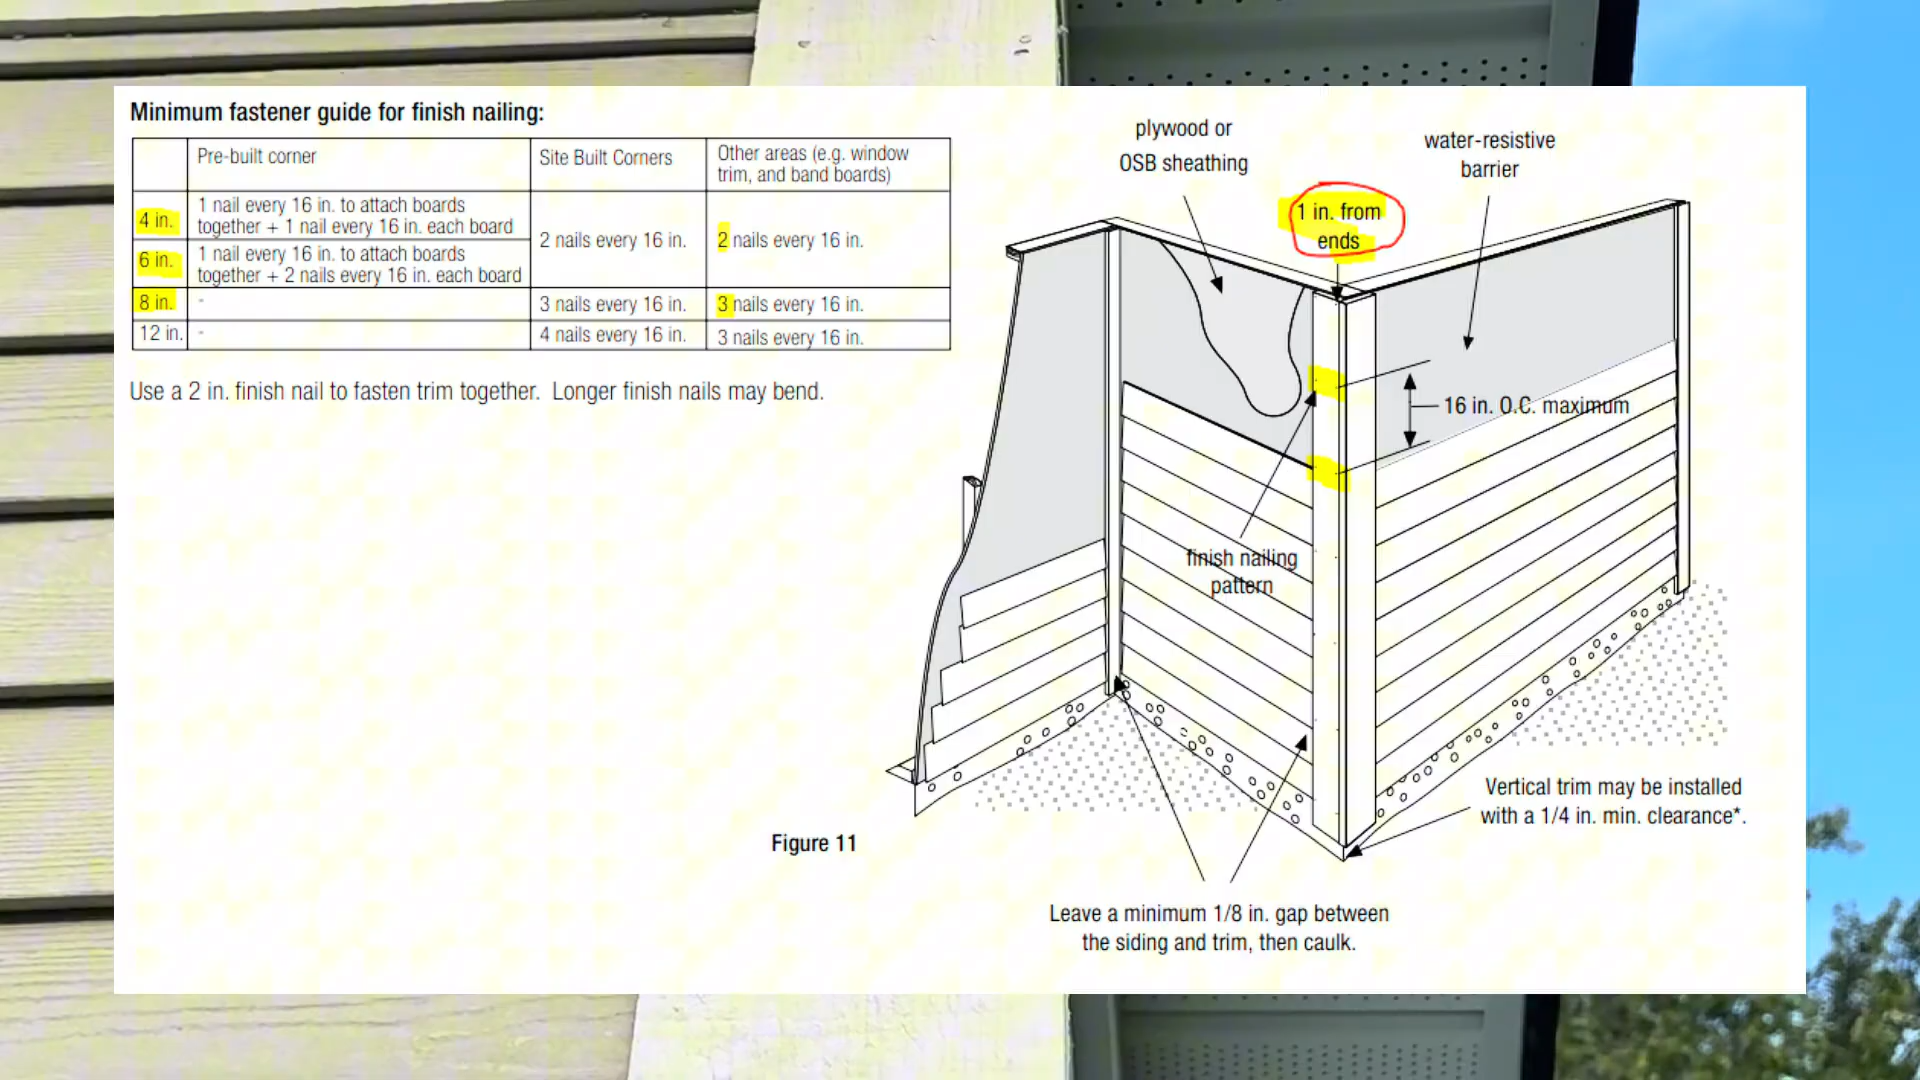 Minimum fastener guide for finish nailing:
Pre-built corner
Site Built Corners
Other areas (e.g. window
trim, and band boards)
4 in.
1 nail every 16 in. to attach boards
together + 1 nail every 16 in. each board
2 nails every 16 in.
2 nails every 16 in.
6 in.
1 nail every 16 in. to attach boards
together + 2 nails every 16 in. each board
8 in.
-
3 nails every 16 in.
3 nails every 16 in.
12 in.
-
4 nails every 16 in.
3 nails every 16 in.
Use a 2 in. finish nail to fasten trim together. Longer finish nails may bend.
plywood or
OSB sheathing
1 in. from
ends
water-resistive
barrier
16 in. O.C. maximum
finish nailing
pattern
Vertical trim may be installed
with a 1/4 in. min. clearance*.
Figure 11
Leave a minimum 1/8 in. gap between
the siding and trim, then caulk.